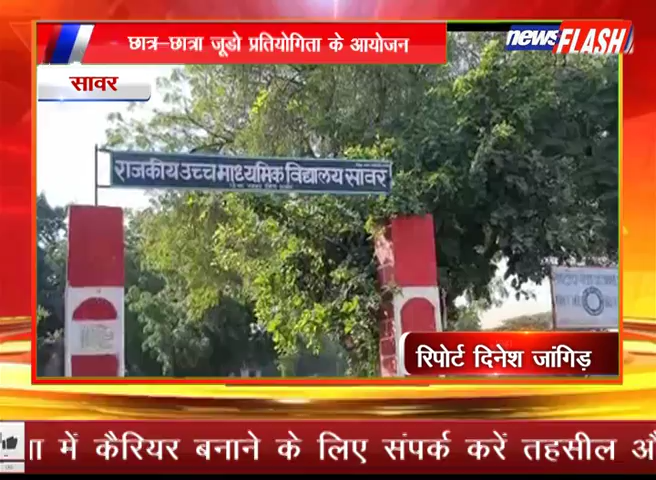 छात्र-छात्रा जूडो प्रतियोगिता के आयोजन
news FLASH
सावर
राजकीय उच्च माध्यमिक विद्यालय सावर
रिपोर्ट दिनेश जांगिड़
में कैरियर बनाने के लिए संपर्क करें तहसील